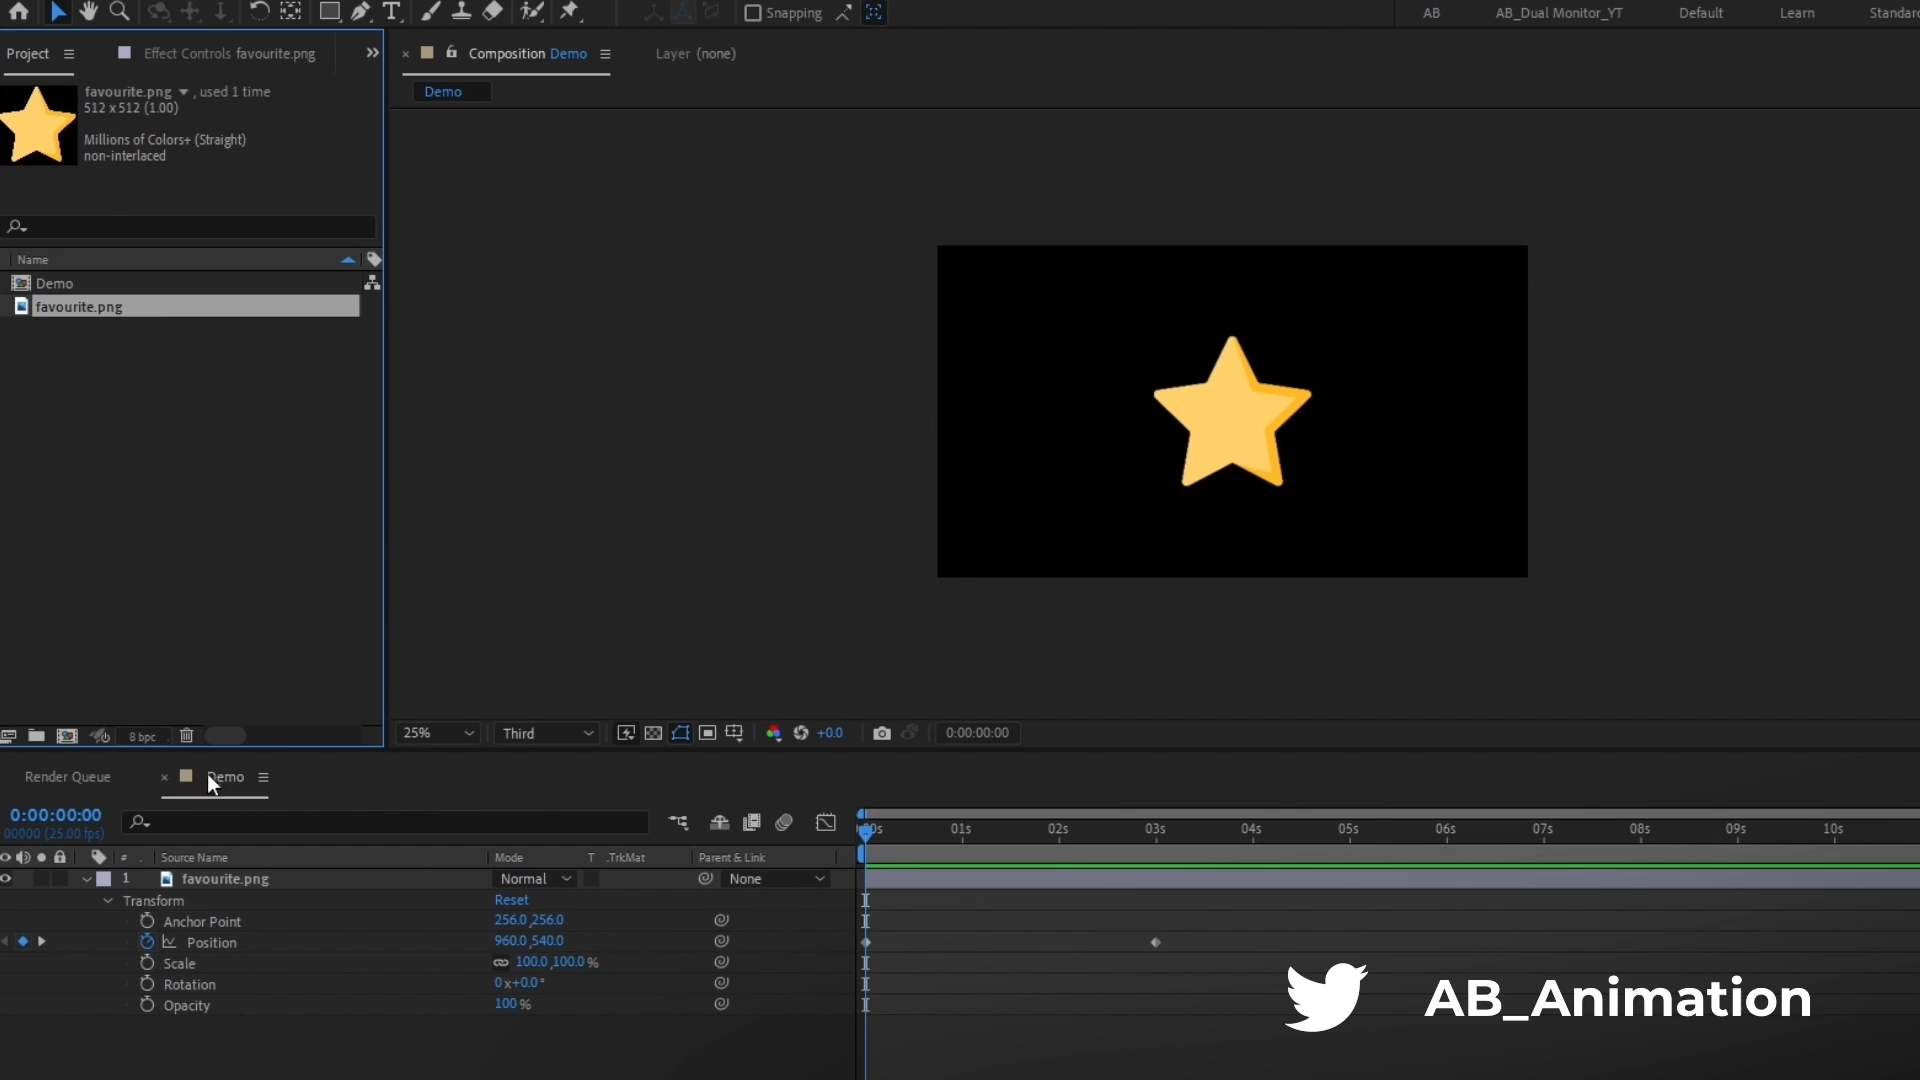 Snapping
AB
AB_Dual Monitor_YT
Default
Learn
Standar
Project
Effect Controls favourite.png
Composition Demo
Layer (none)
Demo
favourite.png , used 1 time
512 x 512 (1.00)
Millions of Colors+ (Straight)
non-interlaced
Name
Demo
favourite.png
8 bpc
25%
Third
+0.0
0:00:00:00
Render Queue
Demo
0:00:00:00
00000 (25.00 fps)
01s
02s
03s
04s
05s
06s
07s
08s
09s
10s
# Source Name
Mode
T .TrkMat
Parent & Link
1 favourite.png
Normal
None
Transform
Reset
Anchor Point
256.0,256.0
Position
960.0,540.0
Scale
100.0,100.0 %
Rotation
0 x+0.0 °
Opacity
100 %
AB_Animation